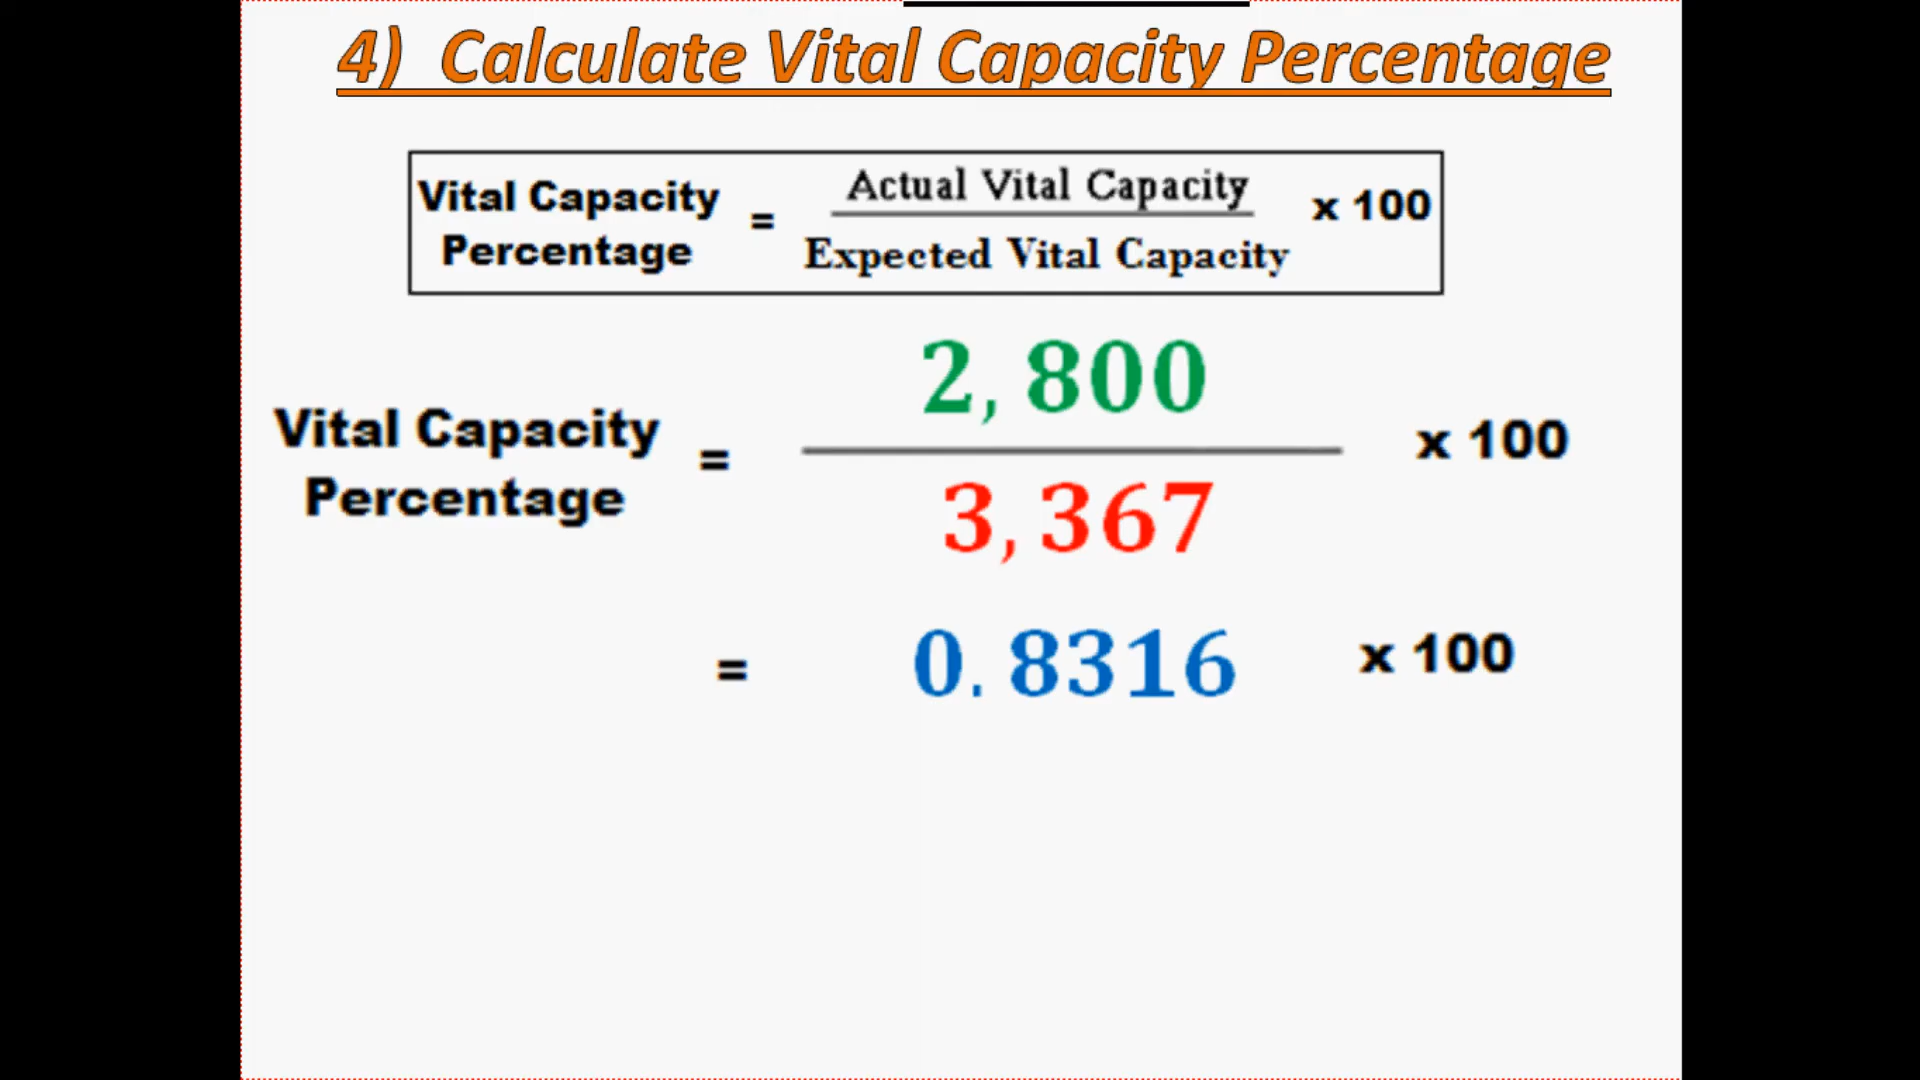 4) Calculate Vital Capacity Percentage
Vital Capacity Percentage = Actual Vital Capacity / Expected Vital Capacity x 100
Vital Capacity Percentage = 2,800 / 3,367 x 100
= 0.8316 x 100